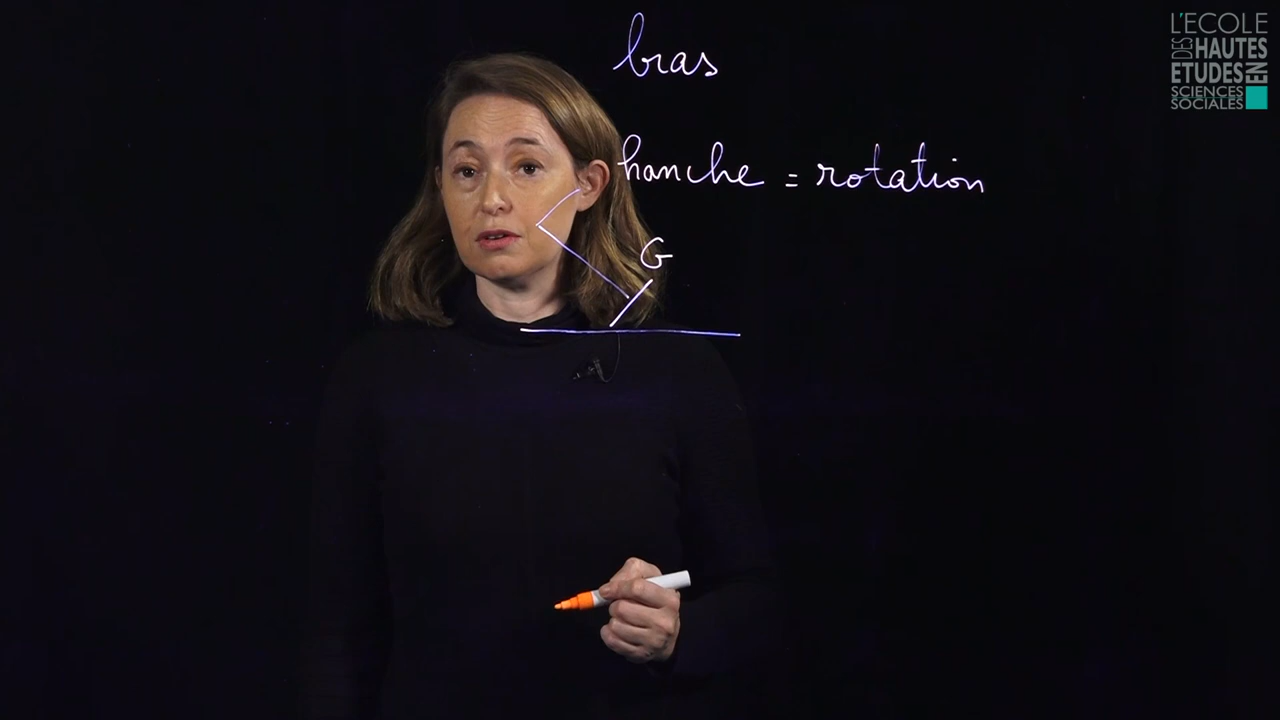 bras
hanche = rotation
G
L'ECOLE
DES HAUTES
ETUDES EN
SCIENCES
SOCIALES